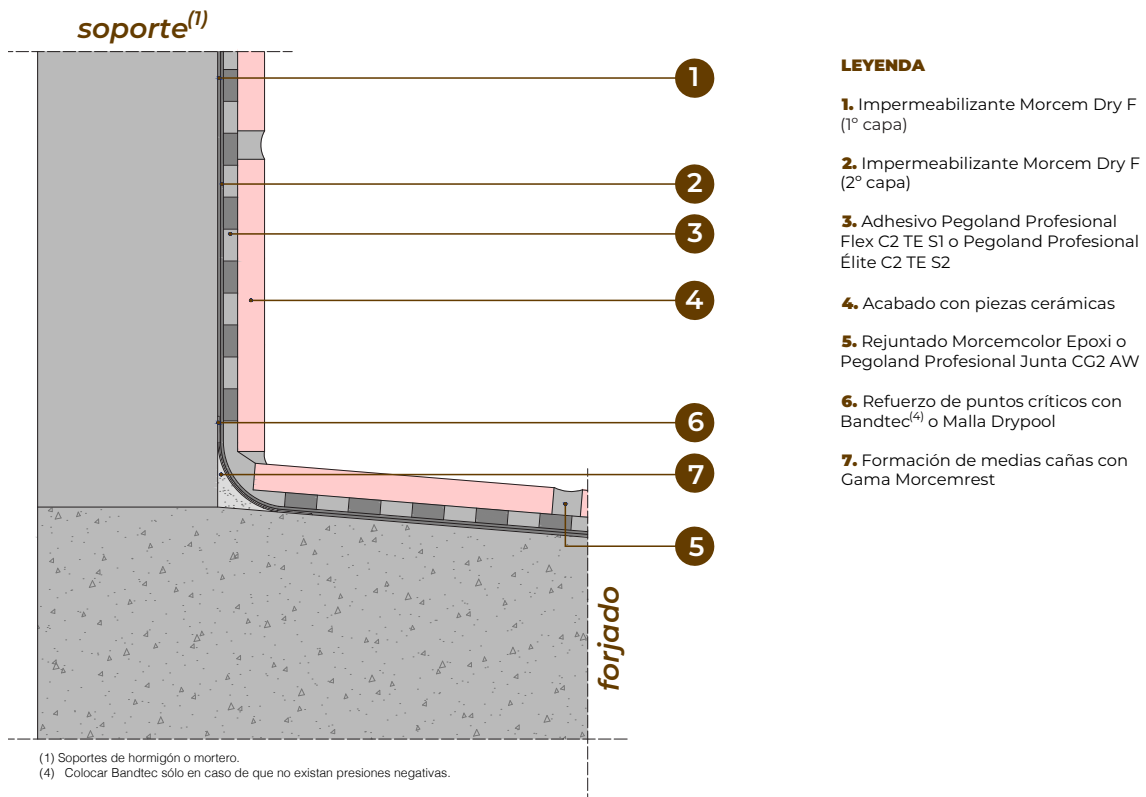 soporte(1)
1
2
3
4
6
7
5
forjado
(1) Soportes de hormigón o mortero.
(4) Colocar Bandtec sólo en caso de que no existan presiones negativas.
LEYENDA
1. Impermeabilizante Morcem Dry F
(1º capa)
2. Impermeabilizante Morcem Dry F
(2º capa)
3. Adhesivo Pegoland Profesional
Flex C2 TE S1 o Pegoland Profesional
Élite C2 TE S2
4. Acabado con piezas cerámicas
5. Rejuntado Morcemcolor Epoxi o
Pegoland Profesional Junta CG2 AW
6. Refuerzo de puntos críticos con
Bandtec(4) o Malla Drypool
7. Formación de medias cañas con
Gama Morcemrest